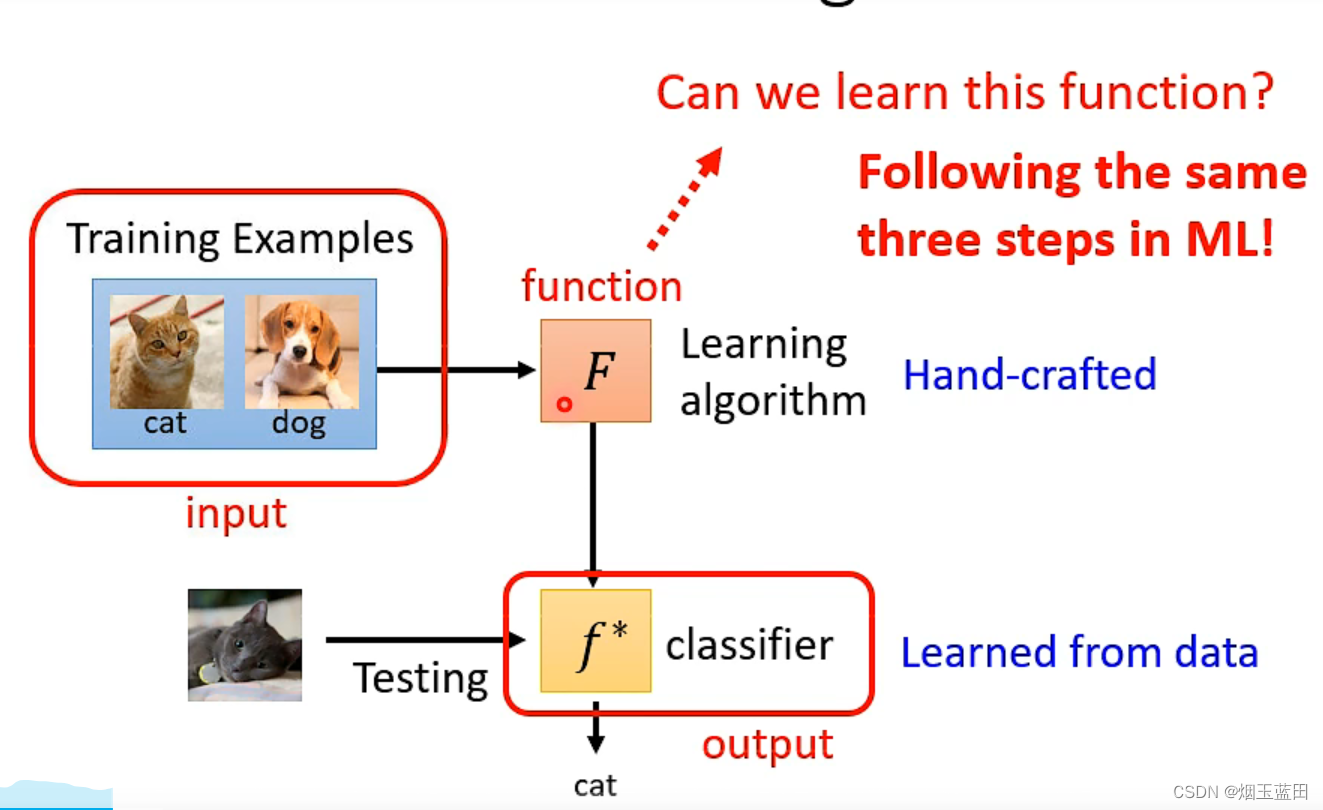 Can we learn this function?
Following the same
three steps in ML!
Training Examples
cat
dog
input
function
F
Learning
algorithm
Hand-crafted
Testing
f*
classifier
Learned from data
output
cat
CSDN @烟玉蓝田